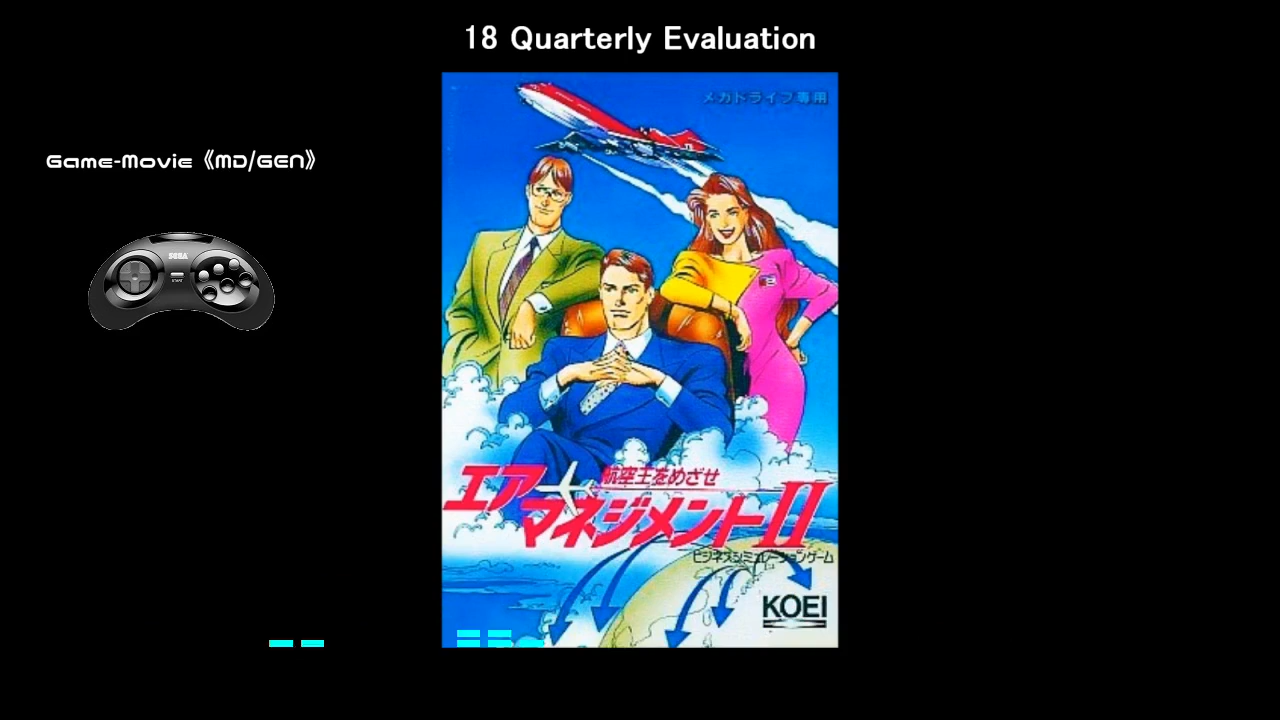 18 Quarterly Evaluation
メガドライブ専用
Game-Movie《MD/GEN》
SEGA
START
航空王をめざせ
エアマネジメントII
ビジネスシミュレーションゲーム
KOEI